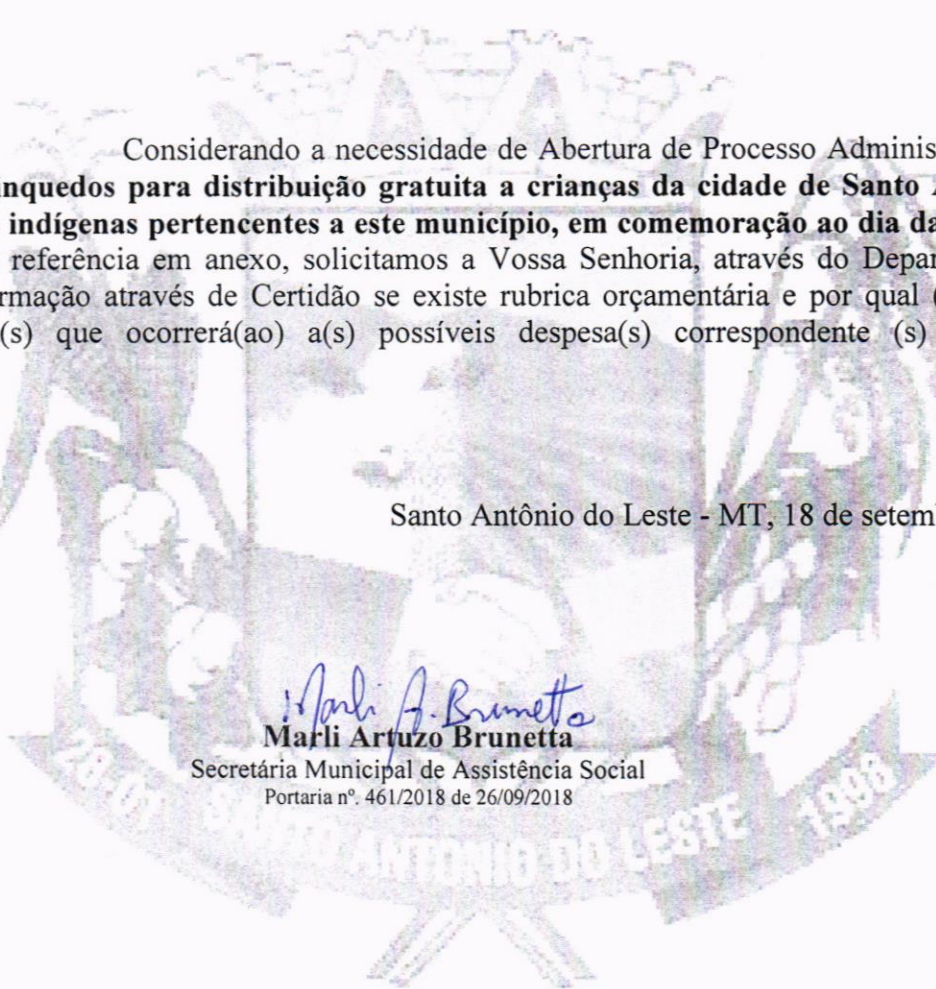 Considerando a necessidade de Abertura de Processo Adminis
inquedos para distribuição gratuita a crianças da cidade de Santo
indígenas pertencentes a este município, em comemoração ao dia da
referência em anexo, solicitamos a Vossa Senhoria, através do Depar
rmação através de Certidão se existe rubrica orçamentária e por qual (
(s) que ocorrerá(ao) a(s) possíveis despesa(s) correspondente (s)
Santo Antônio do Leste - MT, 18 de setem
Marli A. Brunetta
Marli Artuzo Brunetta
Secretária Municipal de Assistência Social
Portaria nº. 461/2018 de 26/09/2018
28-07 SANTO ANTONIO DO LESTE 1998